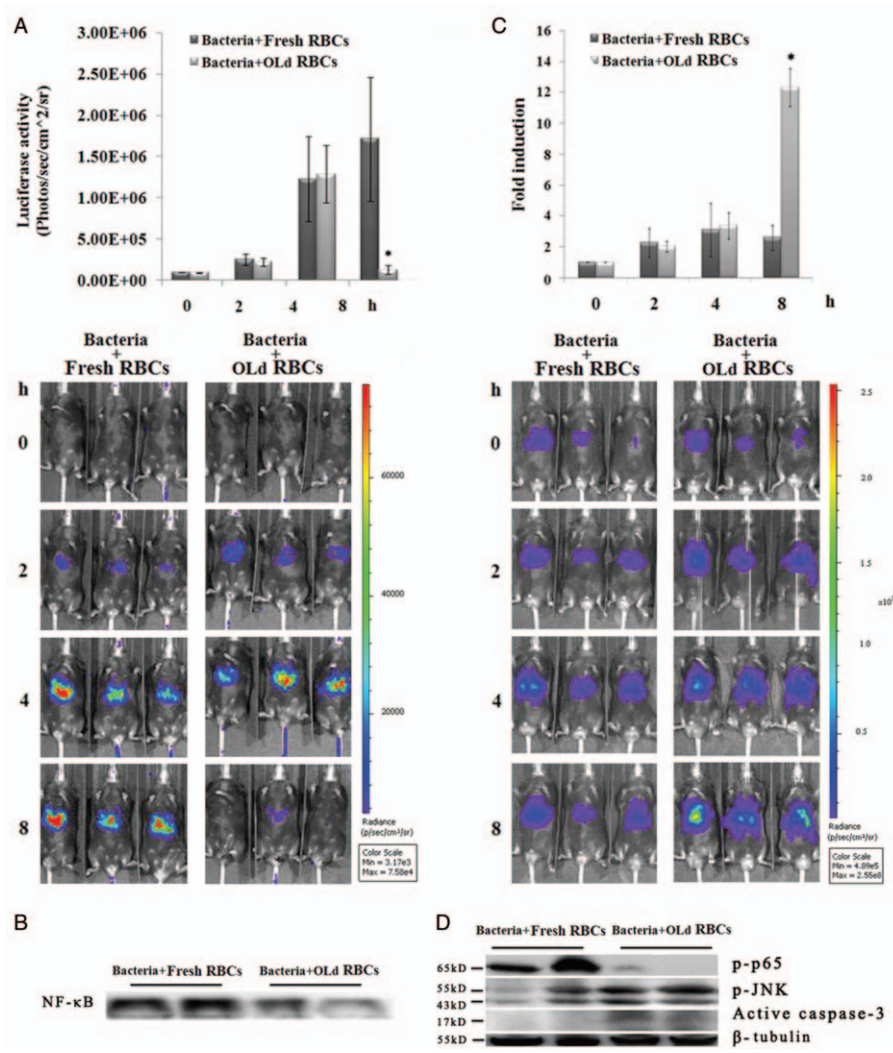 A
3.00E+06
2.50E+06
2.00E+06
1.50E+06
1.00E+06
5.00E+05
0.00E+00
Luciferase activity
(Photos/sec/cm^2/sr)
Bacteria+Fresh RBCs
Bacteria+OLd RBCs
*
0 2 4 8 h
Bacteria
+
Fresh RBCs
Bacteria
+
OLd RBCs
h
0
2
4
8
60000
40000
20000
Radiance
(p/sec/cm²/sr)
Color Scale
Min = 3.17e3
Max = 7.58e4
C
16
14
12
10
8
6
4
2
0
Fold induction
Bacteria+Fresh RBCs
Bacteria+OLd RBCs
*
0 2 4 8 h
Bacteria
+
Fresh RBCs
Bacteria
+
OLd RBCs
h
0
2
4
8
2.5
2.0
1.5
1.0
0.5
Radiance
(p/sec/cm²/sr)
Color Scale
Min = 4.89e5
Max = 2.55e8
B
Bacteria+Fresh RBCs Bacteria+OLd RBCs
NF-κB
D
Bacteria+Fresh RBCs Bacteria+OLd RBCs
65kD p-p65
55kD p-JNK
43kD
17kD Active caspase-3
55kD β-tubulin